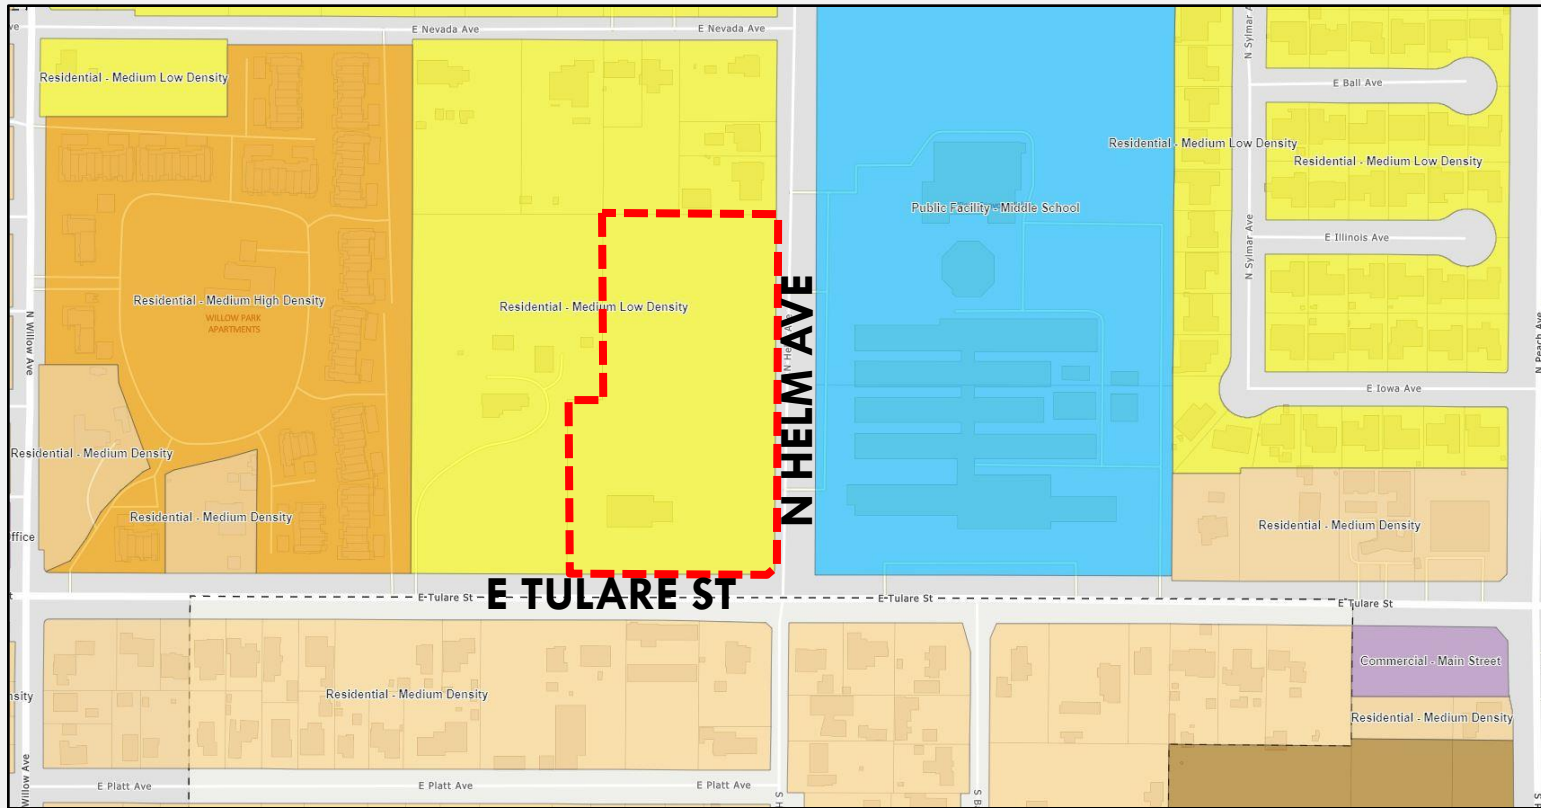 E Nevada Ave
E Nevada Ave
N Sylmar A
Residential - Medium Low Density
E Ball Ave
Residential - Medium Low Density
Residential - Medium Low Density
Public Facility - Middle School
E Illinois Ave
N Sylmar Ave
Residential - Medium High Density
WILLOW PARK
APARTMENTS
Residential - Medium Low Density
N HELM AVE
N Willow Ave
N Peach Ave
E Iowa Ave
Residential - Medium Density
Residential - Medium Density
Residential - Medium Density
ffice
E Tulare St
E TULARE ST
E Tulare St
E Tulare St
Commercial - Main Street
Residential - Medium Density
nsity
Residential - Medium Density
Willow Ave
E Platt Ave
E Platt Ave
E Platt Ave
S H
S B